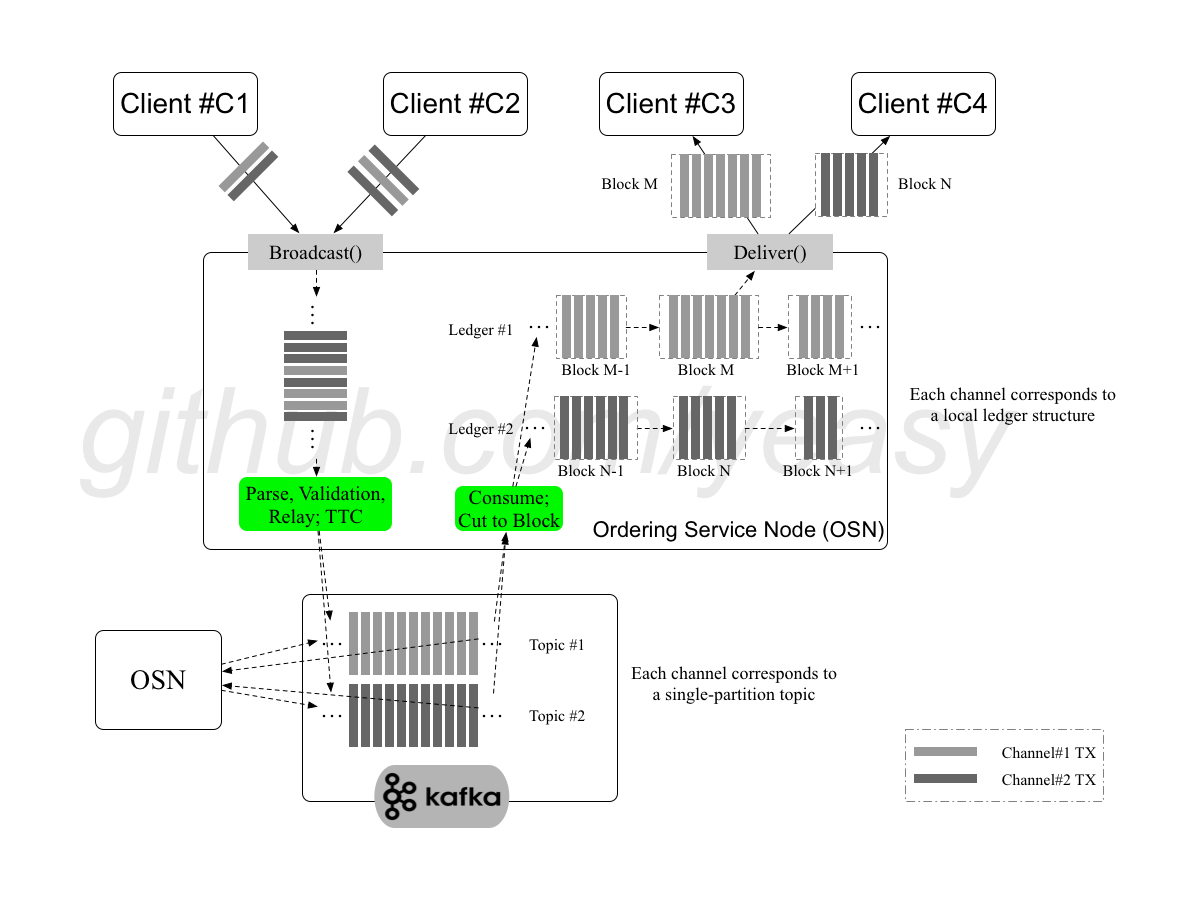 Client #C1
Client #C2
Client #C3
Client #C4
Block M
Block N
Broadcast()
Deliver()
Ledger #1
Block M-1
Block M
Block M+1
Ledger #2
Block N-1
Block N
Block N+1
Each channel corresponds to
a local ledger structure
github.com/yeasy
Parse, Validation,
Relay; TTC
Consume;
Cut to Block
Ordering Service Node (OSN)
OSN
Topic #1
Topic #2
Each channel corresponds to
a single-partition topic
kafka
Channel#1 TX
Channel#2 TX